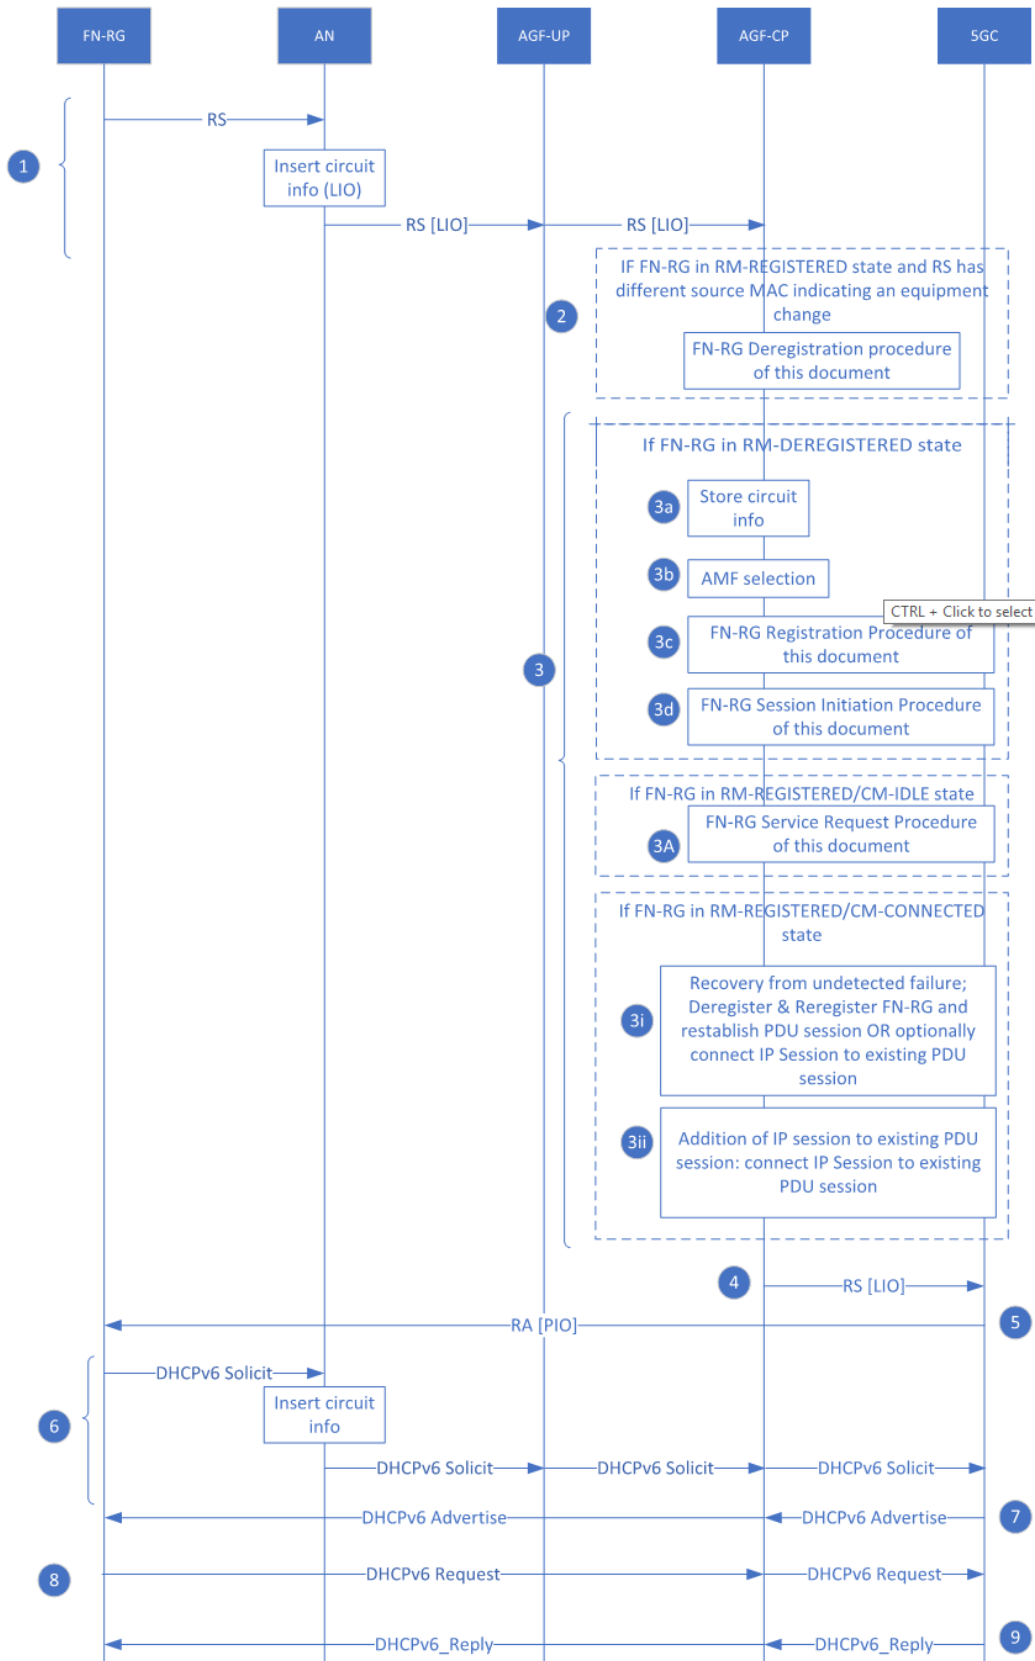 FN-RG
AN
AGF-UP
AGF-CP
5GC
RS
1
Insert circuit
info (LIO)
RS [LIO]
RS [LIO]
IF FN-RG in RM-REGISTERED state and RS has
different source MAC indicating an equipment
change
2
FN-RG Deregistration procedure
of this document
If FN-RG in RM-DEREGISTERED state
3a
Store circuit
info
3b
AMF selection
CTRL + Click to select
3c
FN-RG Registration Procedure of
this document
3
3d
FN-RG Session Initiation Procedure
of this document
If FN-RG in RM-REGISTERED/CM-IDLE state
3A
FN-RG Service Request Procedure
of this document
If FN-RG in RM-REGISTERED/CM-CONNECTED
state
3i
Recovery from undetected failure;
Deregister & Reregister FN-RG and
restablish PDU session OR optionally
connect IP Session to existing PDU
session
3ii
Addition of IP session to existing PDU
session: connect IP Session to existing
PDU session
4
RS [LIO]
RA [PIO]
5
DHCPv6 Solicit
6
Insert circuit
info
DHCPv6 Solicit
DHCPv6 Solicit
DHCPv6 Solicit
DHCPv6 Advertise
DHCPv6 Advertise
7
8
DHCPv6 Request
DHCPv6 Request
DHCPv6_Reply
DHCPv6_Reply
9